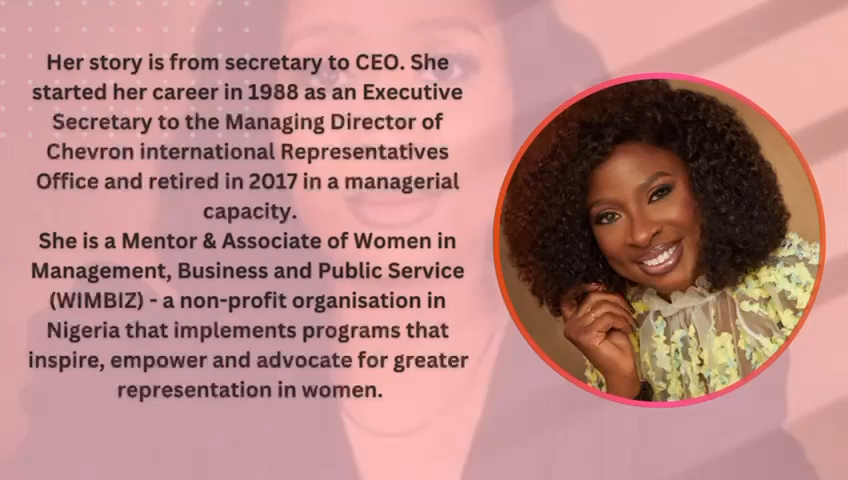 Her story is from secretary to CEO. She
started her career in 1988 as an Executive
Secretary to the Managing Director of
Chevron international Representatives
Office and retired in 2017 in a managerial
capacity.
She is a Mentor & Associate of Women in
Management, Business and Public Service
(WIMBIZ) - a non-profit organisation in
Nigeria that implements programs that
inspire, empower and advocate for greater
representation in women.